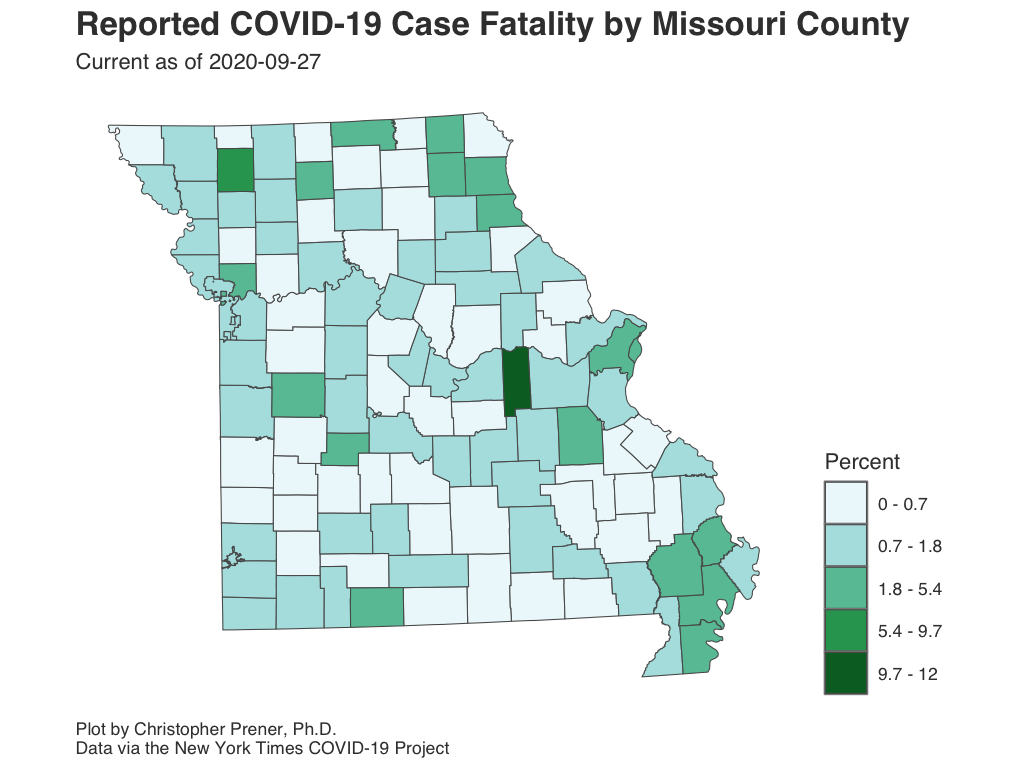 Reported COVID-19 Case Fatality by Missouri County
Current as of 2020-09-27
Percent
0 - 0.7
0.7 - 1.8
1.8 - 5.4
5.4 - 9.7
9.7 - 12
Plot by Christopher Prener, Ph.D.
Data via the New York Times COVID-19 Project